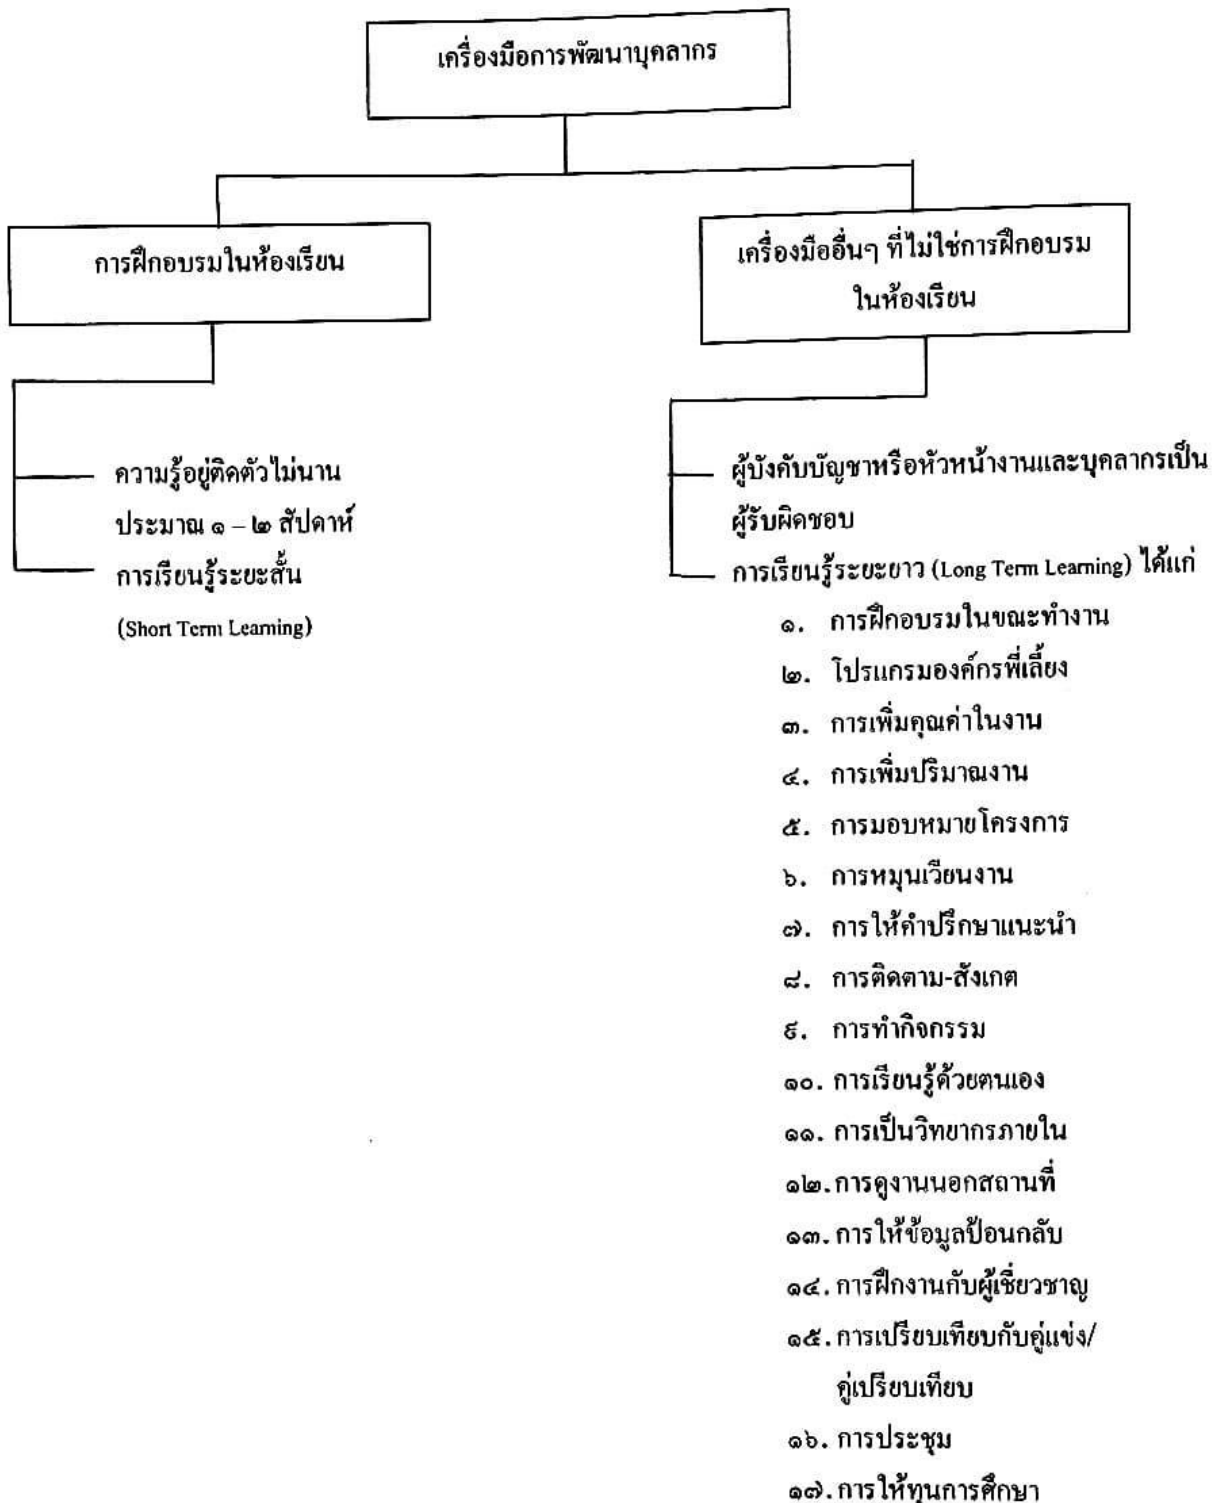 เครื่องมือการพัฒนาบุคลากร
การฝึกอบรมในห้องเรียน
เครื่องมืออื่นๆ ที่ไม่ใช่การฝึกอบรม
ในห้องเรียน
ความรู้อยู่ติดตัวไม่นาน
ประมาณ ๑ – ๒ สัปดาห์
การเรียนรู้ระยะสั้น
(Short Term Learning)
ผู้บังคับบัญชาหรือหัวหน้างานและบุคลากรเป็น
ผู้รับผิดชอบ
การเรียนรู้ระยะยาว (Long Term Learning) ได้แก่
๑. การฝึกอบรมในขณะทำงาน
๒. โปรแกรมองค์กรพี่เลี้ยง
๓. การเพิ่มคุณค่าในงาน
๔. การเพิ่มปริมาณงาน
๕. การมอบหมายโครงการ
๖. การหมุนเวียนงาน
๗. การให้คำปรึกษาแนะนำ
๘. การติดตาม-สังเกต
๙. การทำกิจกรรม
๑๐. การเรียนรู้ด้วยตนเอง
๑๑. การเป็นวิทยากรภายใน
๑๒. การดูงานนอกสถานที่
๑๓. การให้ข้อมูลป้อนกลับ
๑๔. การฝึกงานกับผู้เชี่ยวชาญ
๑๕. การเปรียบเทียบกับคู่แข่ง/
คู่เปรียบเทียบ
๑๖. การประชุม
๑๗. การให้ทุนการศึกษา